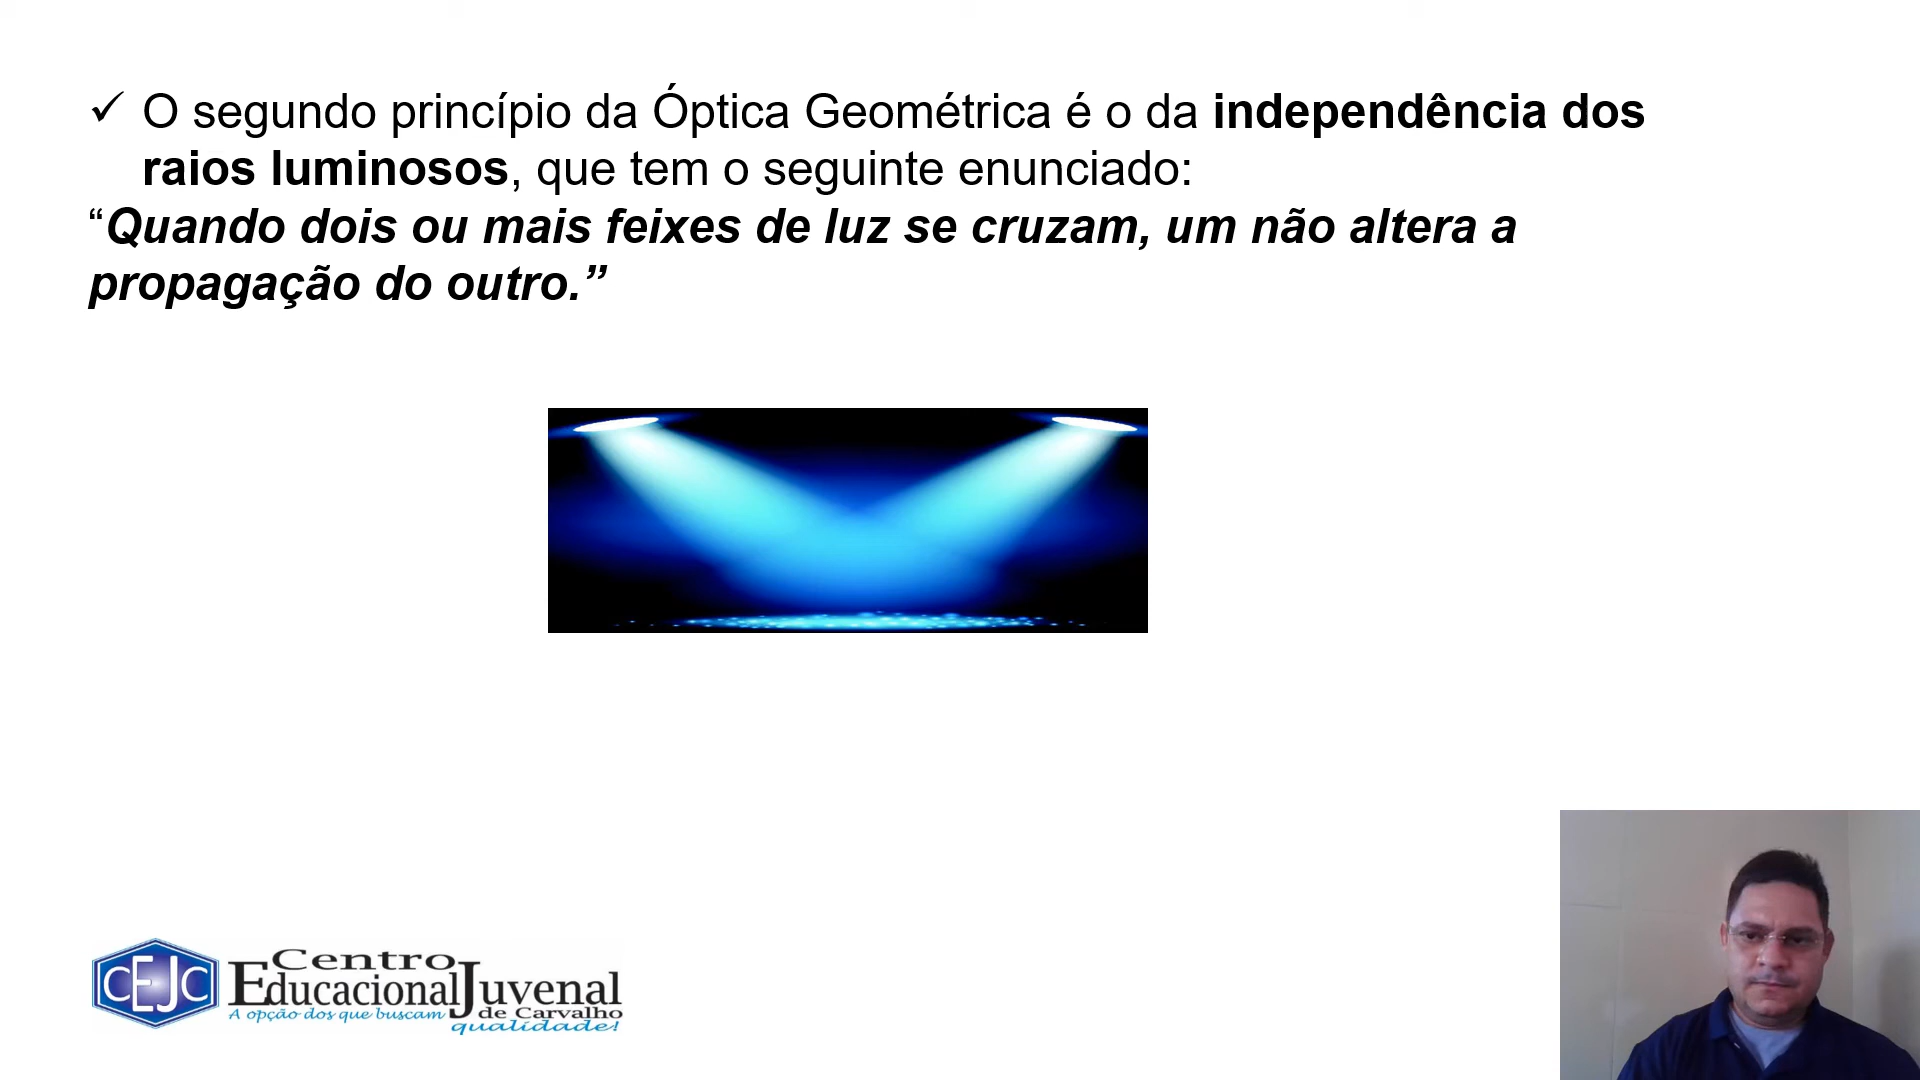 ✓ O segundo princípio da Óptica Geométrica é o da independência dos
raios luminosos, que tem o seguinte enunciado:
“Quando dois ou mais feixes de luz se cruzam, um não altera a
propagação do outro.”
CEJC
Centro
Educacional Juvenal
de Carvalho
A opção dos que buscam
qualidade!